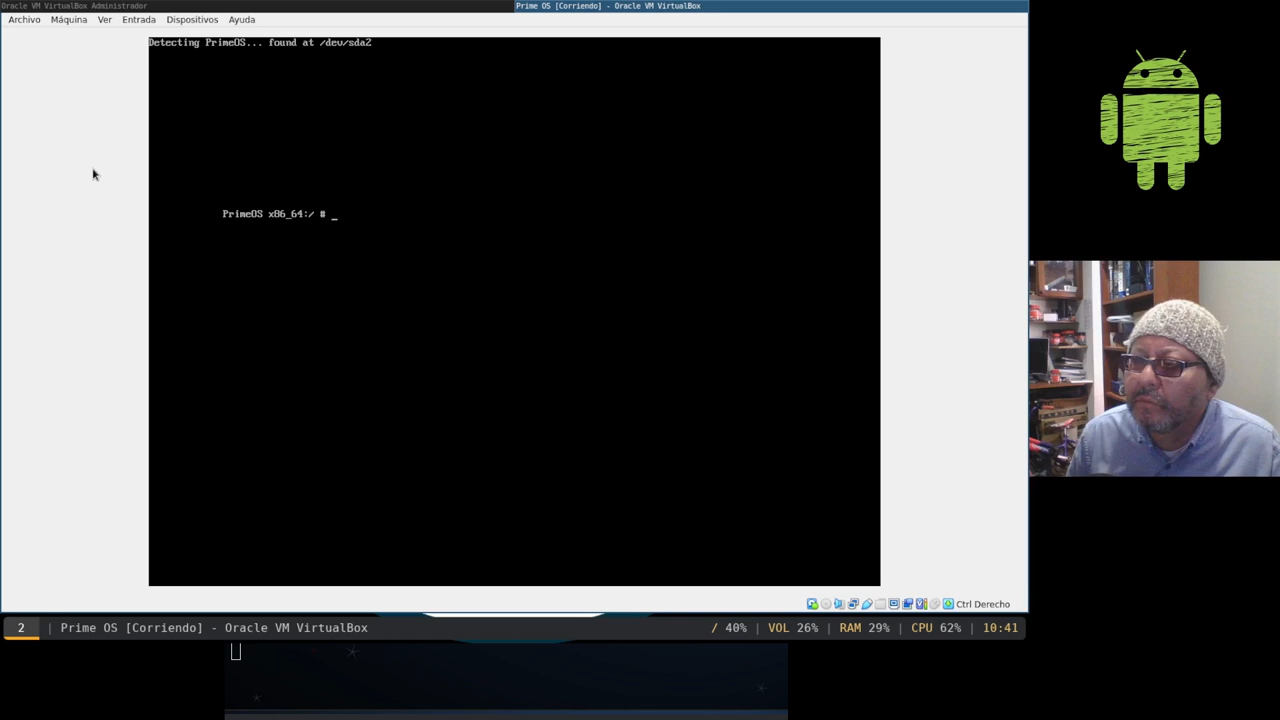 Oracle VM VirtualBox Administrador
Prime OS [Corriendo] - Oracle VM VirtualBox
Archivo Máquina Ver Entrada Dispositivos Ayuda
Detecting PrimeOS... found at /dev/sda2
PrimeOS x86_64:/ # _
Ctrl Derecho
2 | Prime OS [Corriendo] - Oracle VM VirtualBox / 40% | VOL 26% | RAM 29% | CPU 62% | 10:41